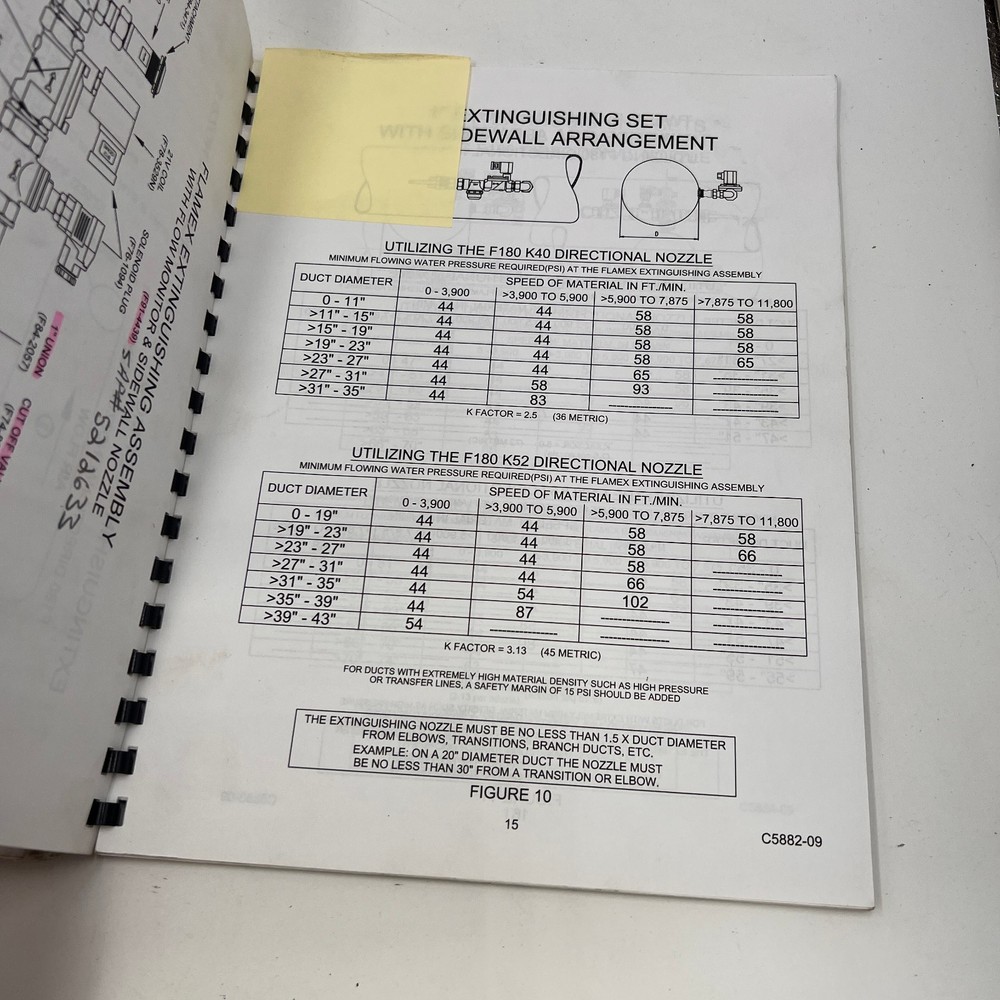 21V COIL
(F76-3529N)
SOLENOID PLUG
(F76-1094)
FLAMEX EXTINGUISHING ASSEMBLY
WITH FLOW MONITOR & SIDEWALL NOZZLE
(F91-4439)
1" UNION
(F84-2057)
CUT OFF
EXTINGUISHING SET
WITH SIDEWALL ARRANGEMENT
D
UTILIZING THE F180 K40 DIRECTIONAL NOZZLE
MINIMUM FLOWING WATER PRESSURE REQUIRED(PSI) AT THE FLAMEX EXTINGUISHING ASSEMBLY
DUCT DIAMETER SPEED OF MATERIAL IN FT./MIN.
0 - 3,900 >3,900 TO 5,900 >5,900 TO 7,875 >7,875 TO 11,800
0 - 11" 44 44 58 58
>11" - 15" 44 44 58 58
>15" - 19" 44 44 58 58
>19" - 23" 44 44 58 65
>23" - 27" 44 44 65 ---------------
>27" - 31" 44 58 93 ---------------
>31" - 35" 44 83 --------------- ---------------
K FACTOR = 2.5 (36 METRIC)
UTILIZING THE F180 K52 DIRECTIONAL NOZZLE
MINIMUM FLOWING WATER PRESSURE REQUIRED(PSI) AT THE FLAMEX EXTINGUISHING ASSEMBLY
DUCT DIAMETER SPEED OF MATERIAL IN FT./MIN.
0 - 3,900 >3,900 TO 5,900 >5,900 TO 7,875 >7,875 TO 11,800
0 - 19" 44 44 58 58
>19" - 23" 44 44 58 66
>23" - 27" 44 44 58 ---------------
>27" - 31" 44 44 66 ---------------
>31" - 35" 44 54 102 ---------------
>35" - 39" 44 87 --------------- ---------------
>39" - 43" 54 --------------- --------------- ---------------
K FACTOR = 3.13 (45 METRIC)
FOR DUCTS WITH EXTREMELY HIGH MATERIAL DENSITY SUCH AS HIGH PRESSURE
OR TRANSFER LINES, A SAFETY MARGIN OF 15 PSI SHOULD BE ADDED
THE EXTINGUISHING NOZZLE MUST BE NO LESS THAN 1.5 X DUCT DIAMETER
FROM ELBOWS, TRANSITIONS, BRANCH DUCTS, ETC.
EXAMPLE: ON A 20" DIAMETER DUCT THE NOZZLE MUST
BE NO LESS THAN 30" FROM A TRANSITION OR ELBOW.
FIGURE 10
15
C5882-09